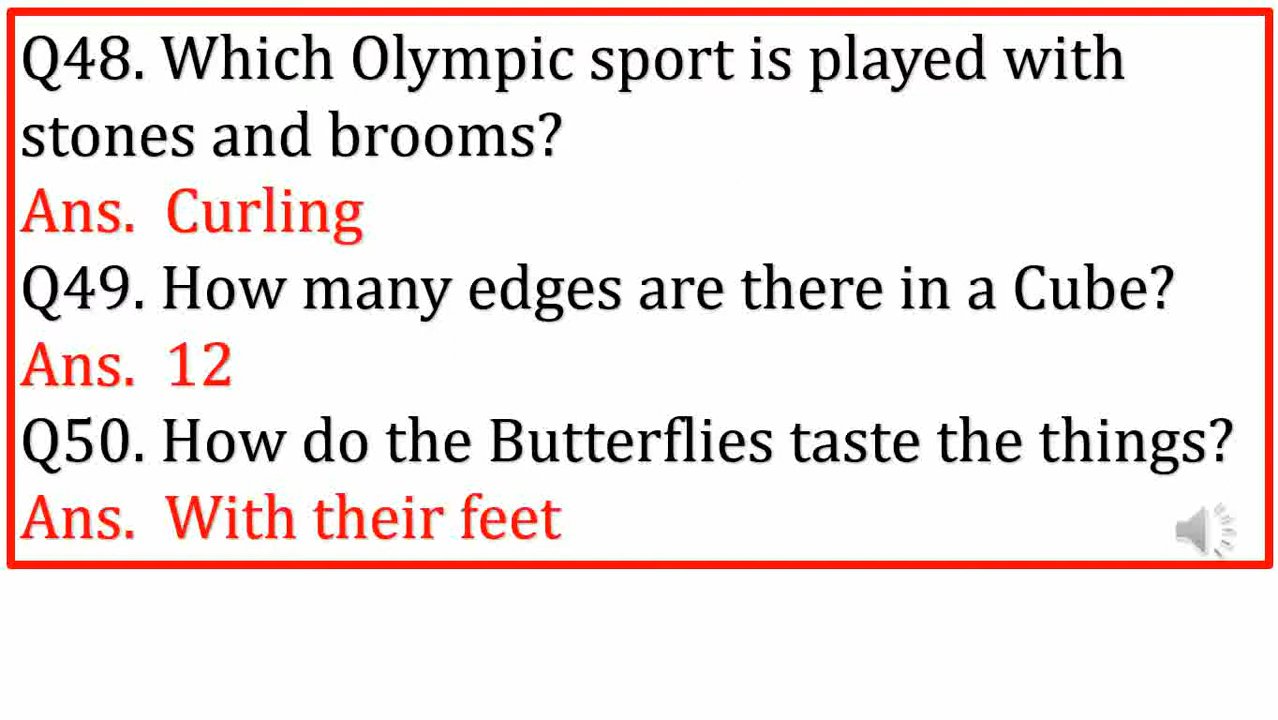 Q48. Which Olympic sport is played with
stones and brooms?
Ans. Curling
Q49. How many edges are there in a Cube?
Ans. 12
Q50. How do the Butterflies taste the things?
Ans. With their feet